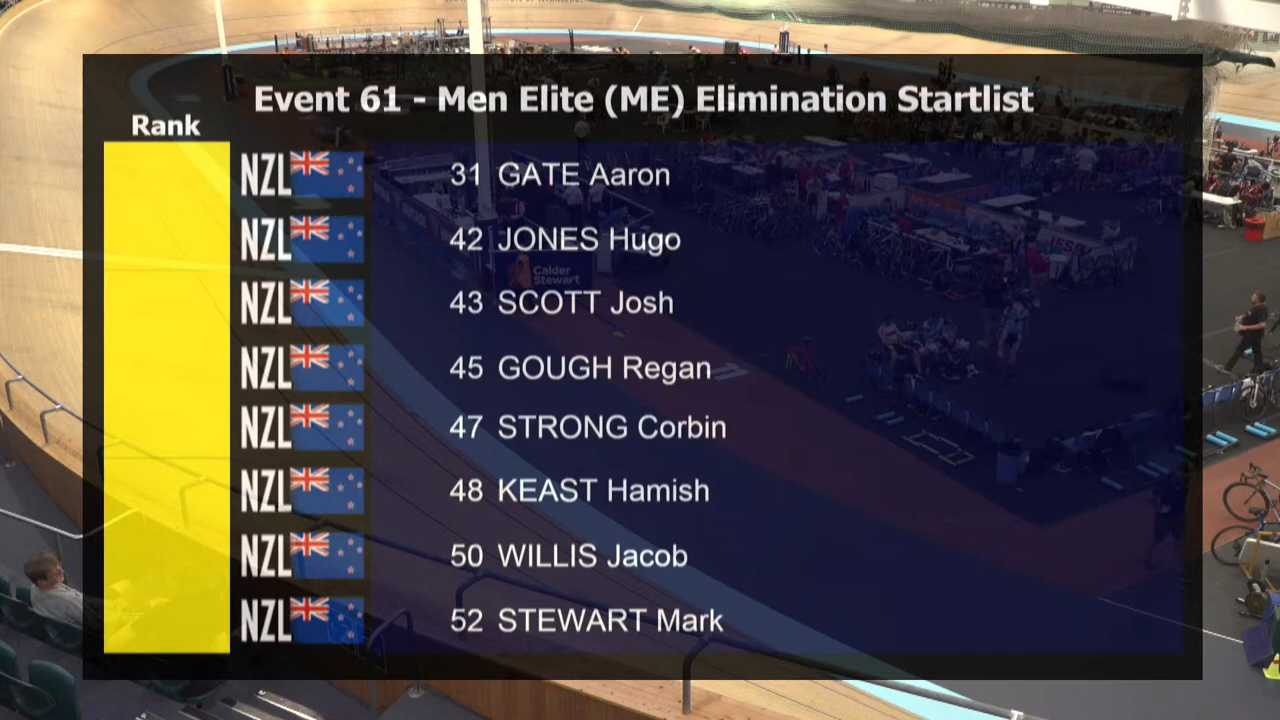 Event 61 - Men Elite (ME) Elimination Startlist
Rank
NZL 31 GATE Aaron
NZL 42 JONES Hugo
NZL 43 SCOTT Josh
NZL 45 GOUGH Regan
NZL 47 STRONG Corbin
NZL 48 KEAST Hamish
NZL 50 WILLIS Jacob
NZL 52 STEWART Mark
Calder
Stewart